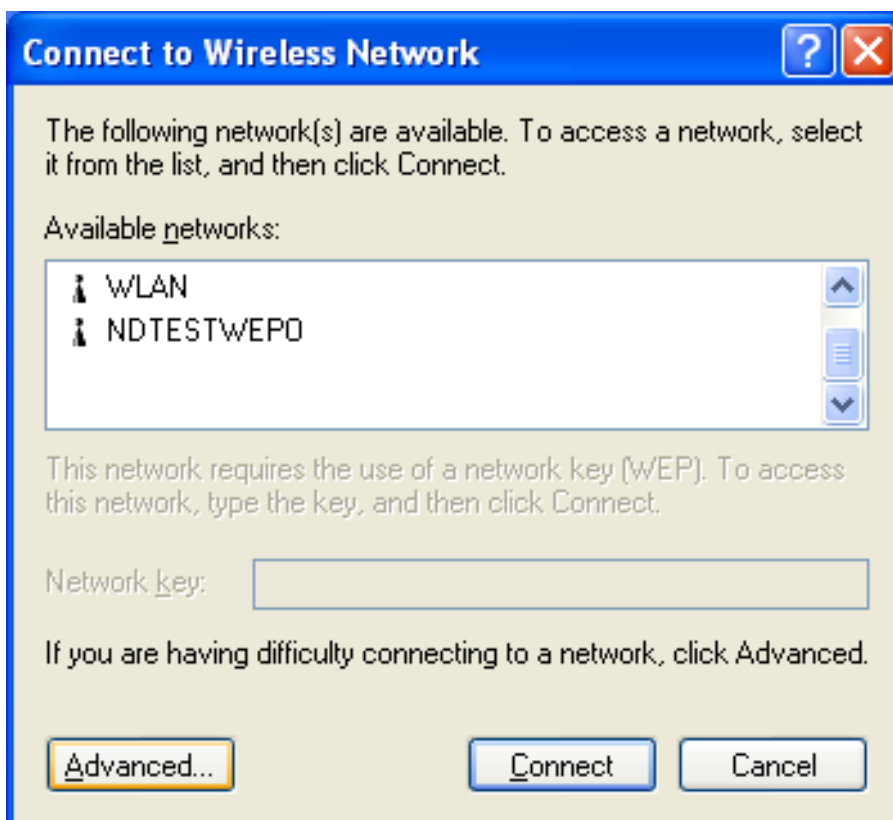 Connect to Wireless Network
?
The following network(s) are available. To access a network, select
it from the list, and then click Connect.
Available networks:
WLAN
NDTESTWEP0
This network requires the use of a network key (WEP). To access
this network, type the key, and then click Connect.
Network key:
If you are having difficulty connecting to a network, click Advanced.
Advanced...
Connect
Cancel